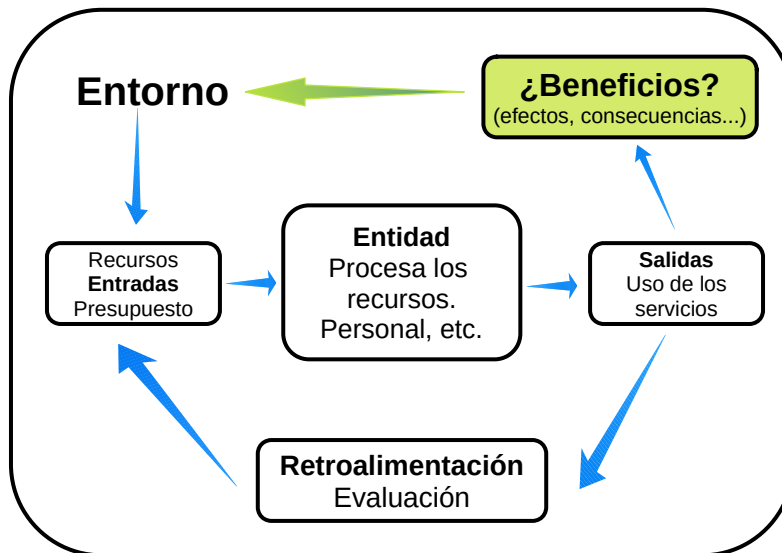 Entorno
¿Beneficios?
(efectos, consecuencias...)
Recursos
Entradas
Presupuesto
Entidad
Procesa los
recursos.
Personal, etc.
Salidas
Uso de los
servicios
Retroalimentación
Evaluación